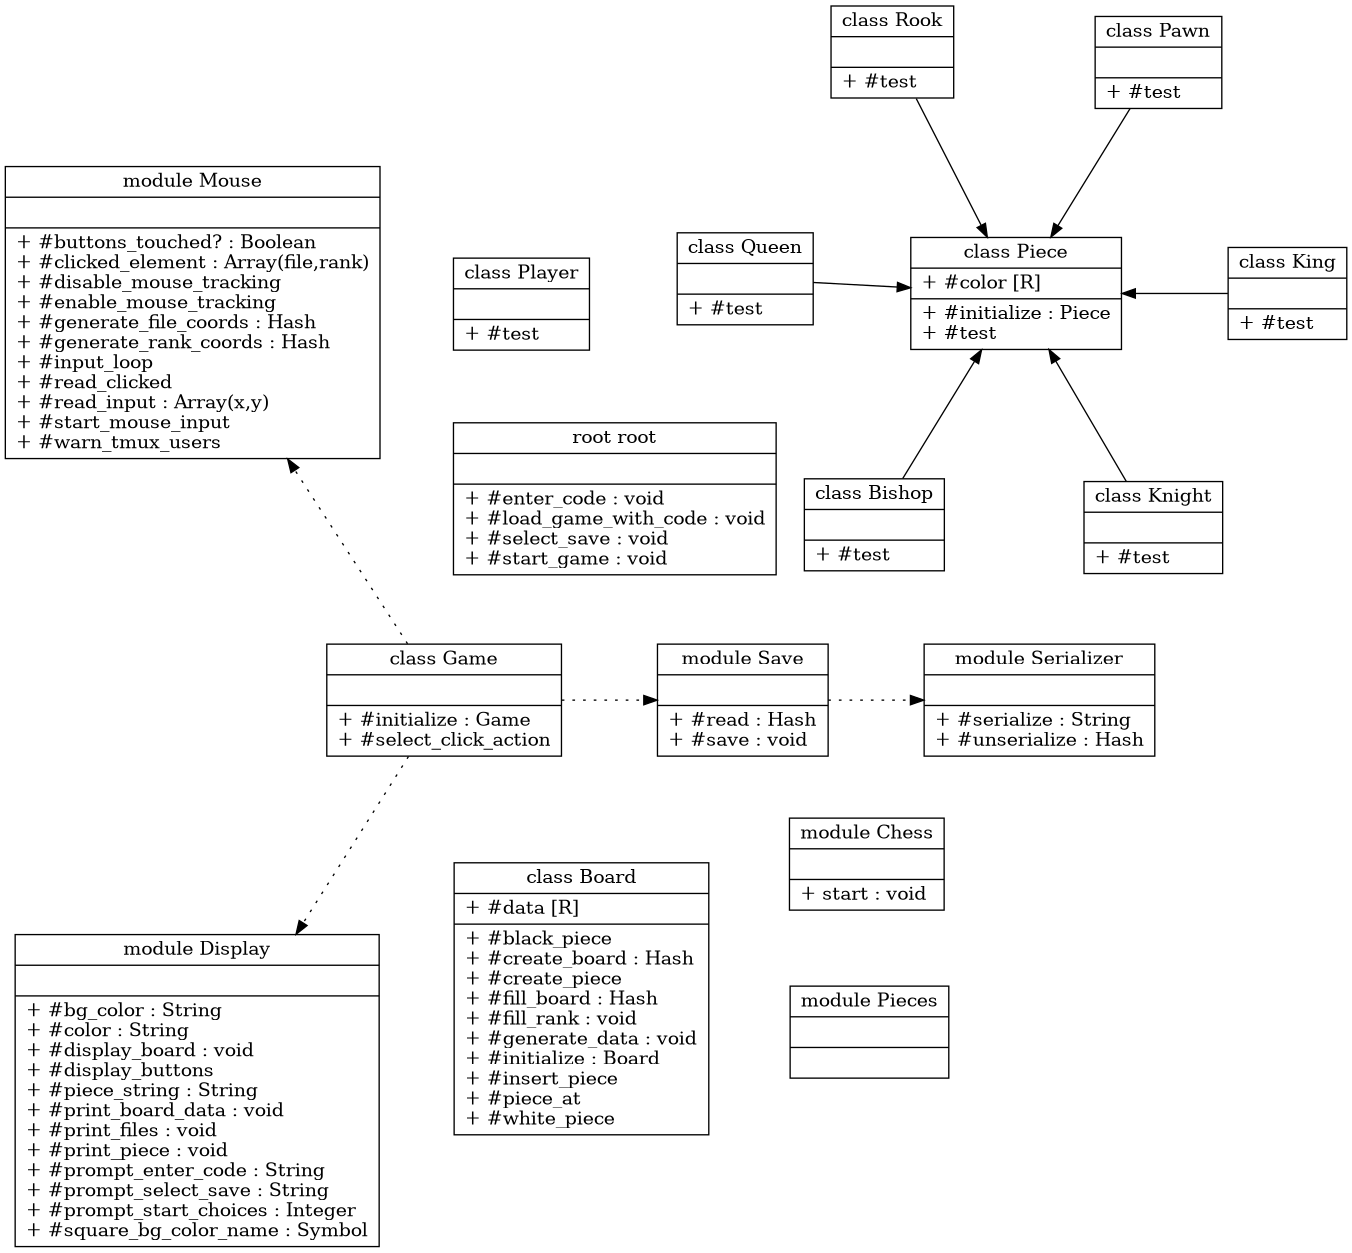 class Rook
+ #test
class Pawn
+ #test
module Mouse
+ #buttons_touched? : Boolean
+ #clicked_element : Array(file,rank)
+ #disable_mouse_tracking
+ #enable_mouse_tracking
+ #generate_file_coords : Hash
+ #generate_rank_coords : Hash
+ #input_loop
+ #read_clicked
+ #read_input : Array(x,y)
+ #start_mouse_input
+ #warn_tmux_users
class Player
+ #test
class Queen
+ #test
class Piece
+ #color [R]
+ #initialize : Piece
+ #test
class King
+ #test
root root
+ #enter_code : void
+ #load_game_with_code : void
+ #select_save : void
+ #start_game : void
class Bishop
+ #test
class Knight
+ #test
class Game
+ #initialize : Game
+ #select_click_action
module Save
+ #read : Hash
+ #save : void
module Serializer
+ #serialize : String
+ #unserialize : Hash
module Chess
+ start : void
class Board
+ #data [R]
+ #black_piece
+ #create_board : Hash
+ #create_piece
+ #fill_board : Hash
+ #fill_rank : void
+ #generate_data : void
+ #initialize : Board
+ #insert_piece
+ #piece_at
+ #white_piece
module Pieces
module Display
+ #bg_color : String
+ #color : String
+ #display_board : void
+ #display_buttons
+ #piece_string : String
+ #print_board_data : void
+ #print_files : void
+ #print_piece : void
+ #prompt_enter_code : String
+ #prompt_select_save : String
+ #prompt_start_choices : Integer
+ #square_bg_color_name : Symbol